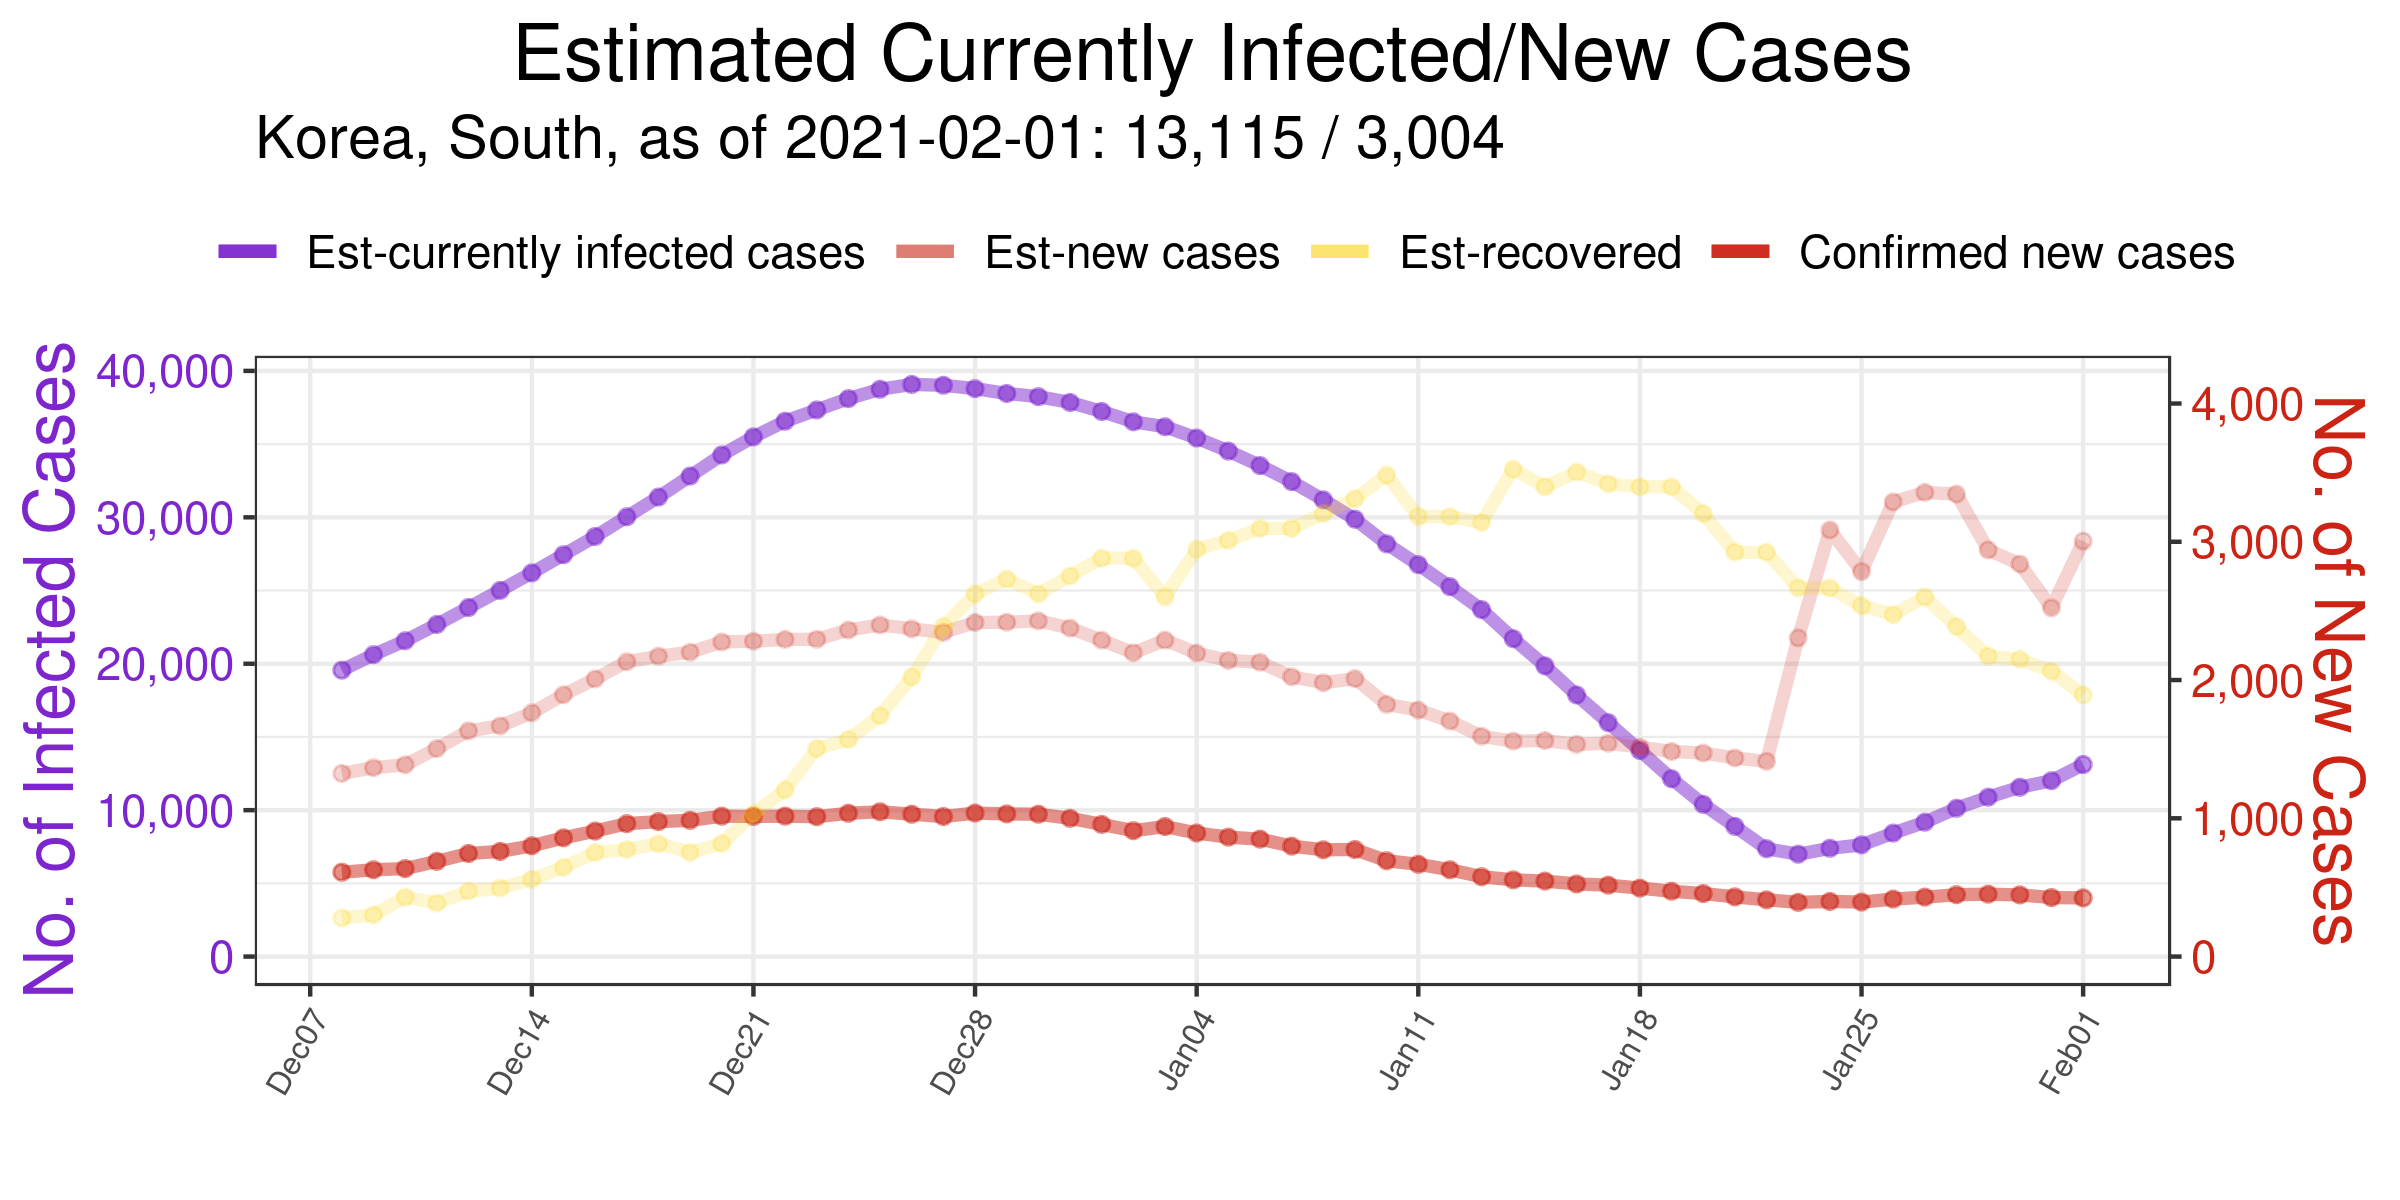 Estimated Currently Infected/New Cases
Korea, South, as of 2021-02-01: 13,115 / 3,004
Est-currently infected cases Est-new cases Est-recovered Confirmed new cases
No. of Infected Cases
40,000
30,000
20,000
10,000
0
4,000
3,000
2,000
1,000
0
No. of New Cases
Dec07 Dec14 Dec21 Dec28 Jan04 Jan11 Jan18 Jan25 Feb01